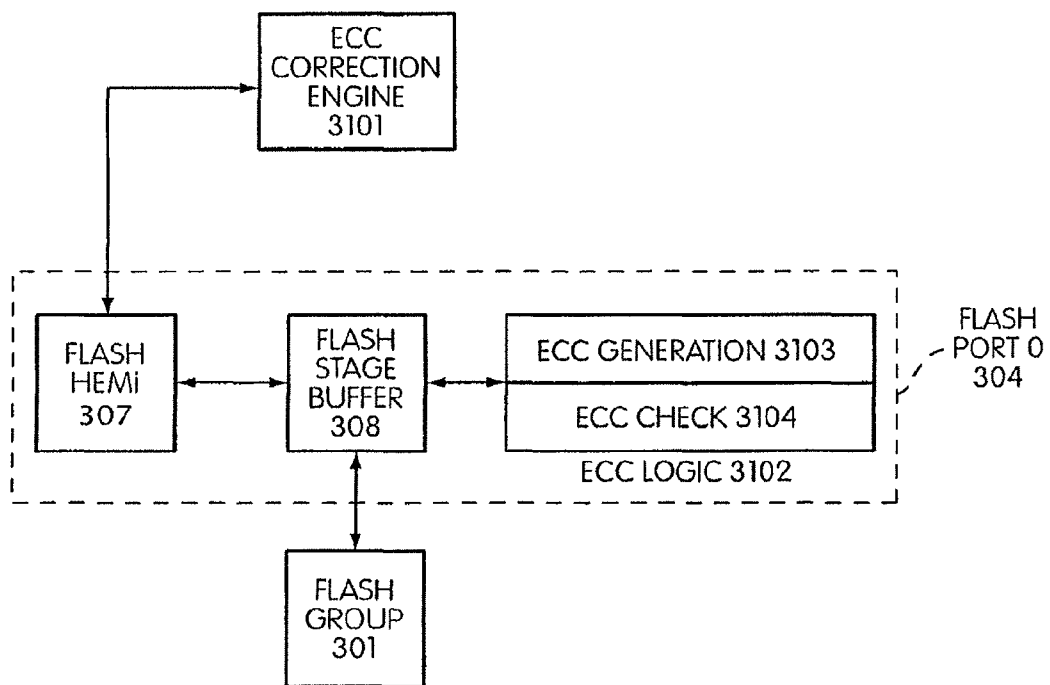 ECC
CORRECTION
ENGINE
3101
FLASH
HEMi
307
FLASH
STAGE
BUFFER
308
ECC GENERATION 3103
ECC CHECK 3104
ECC LOGIC 3102
FLASH
PORT 0
304
FLASH
GROUP
301